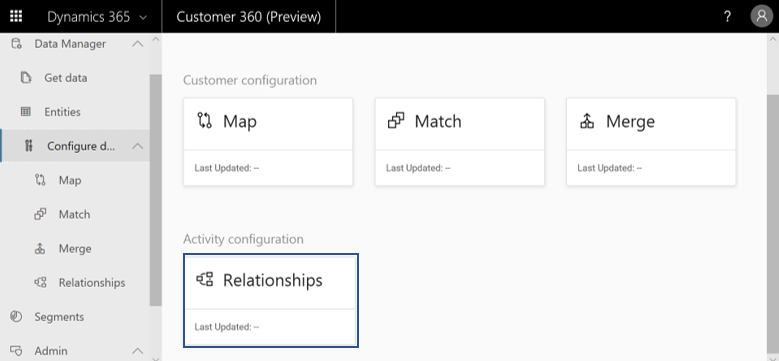 Dynamics 365 Customer 360 (Preview) ?
Data Manager
Get data
Entities
Configure d...
Map
Match
Merge
Relationships
Segments
Admin
Customer configuration
Map
Last Updated: --
Match
Last Updated: --
Merge
Last Updated: --
Activity configuration
Relationships
Last Updated: --